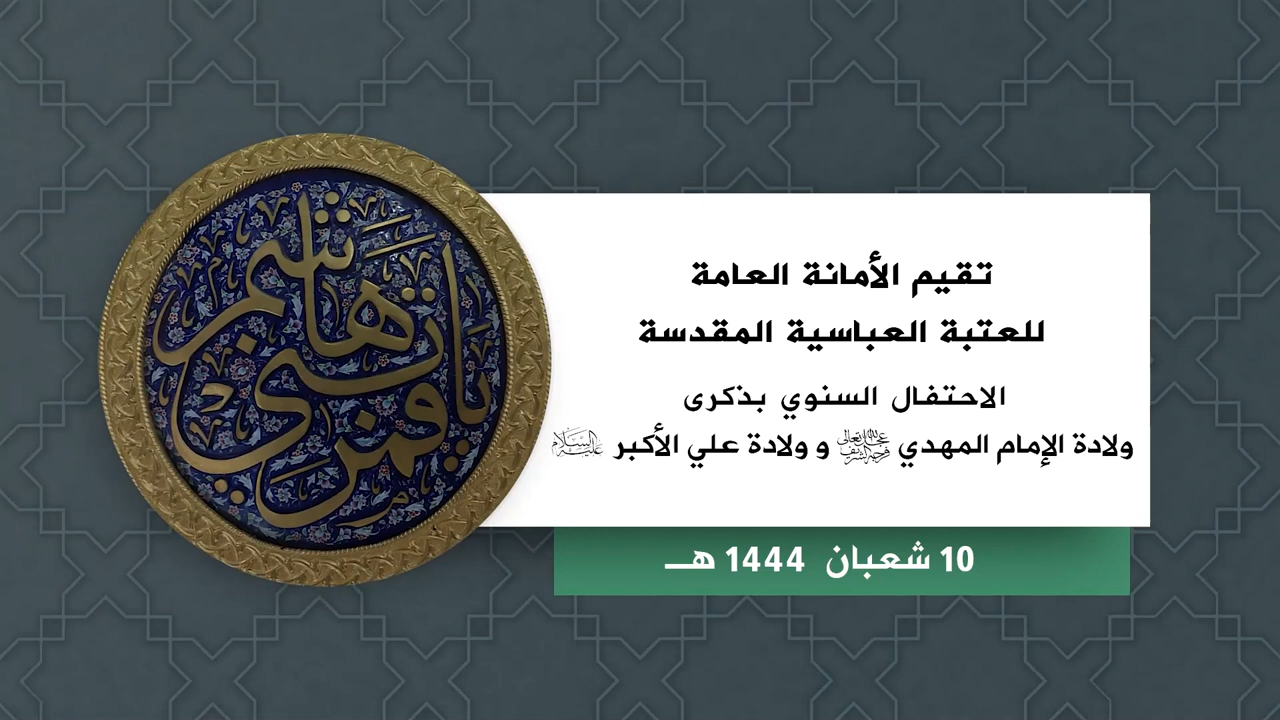 يا قمر بني هاشم
تقيم الأمانة العامة
للعتبة العباسية المقدسة
الاحتفال السنوي بذكرى
ولادة الإمام المهدي عجل الله تعالى فرجه الشريف و ولادة علي الأكبر عليه السلام
10 شعبان 1444 هـــ